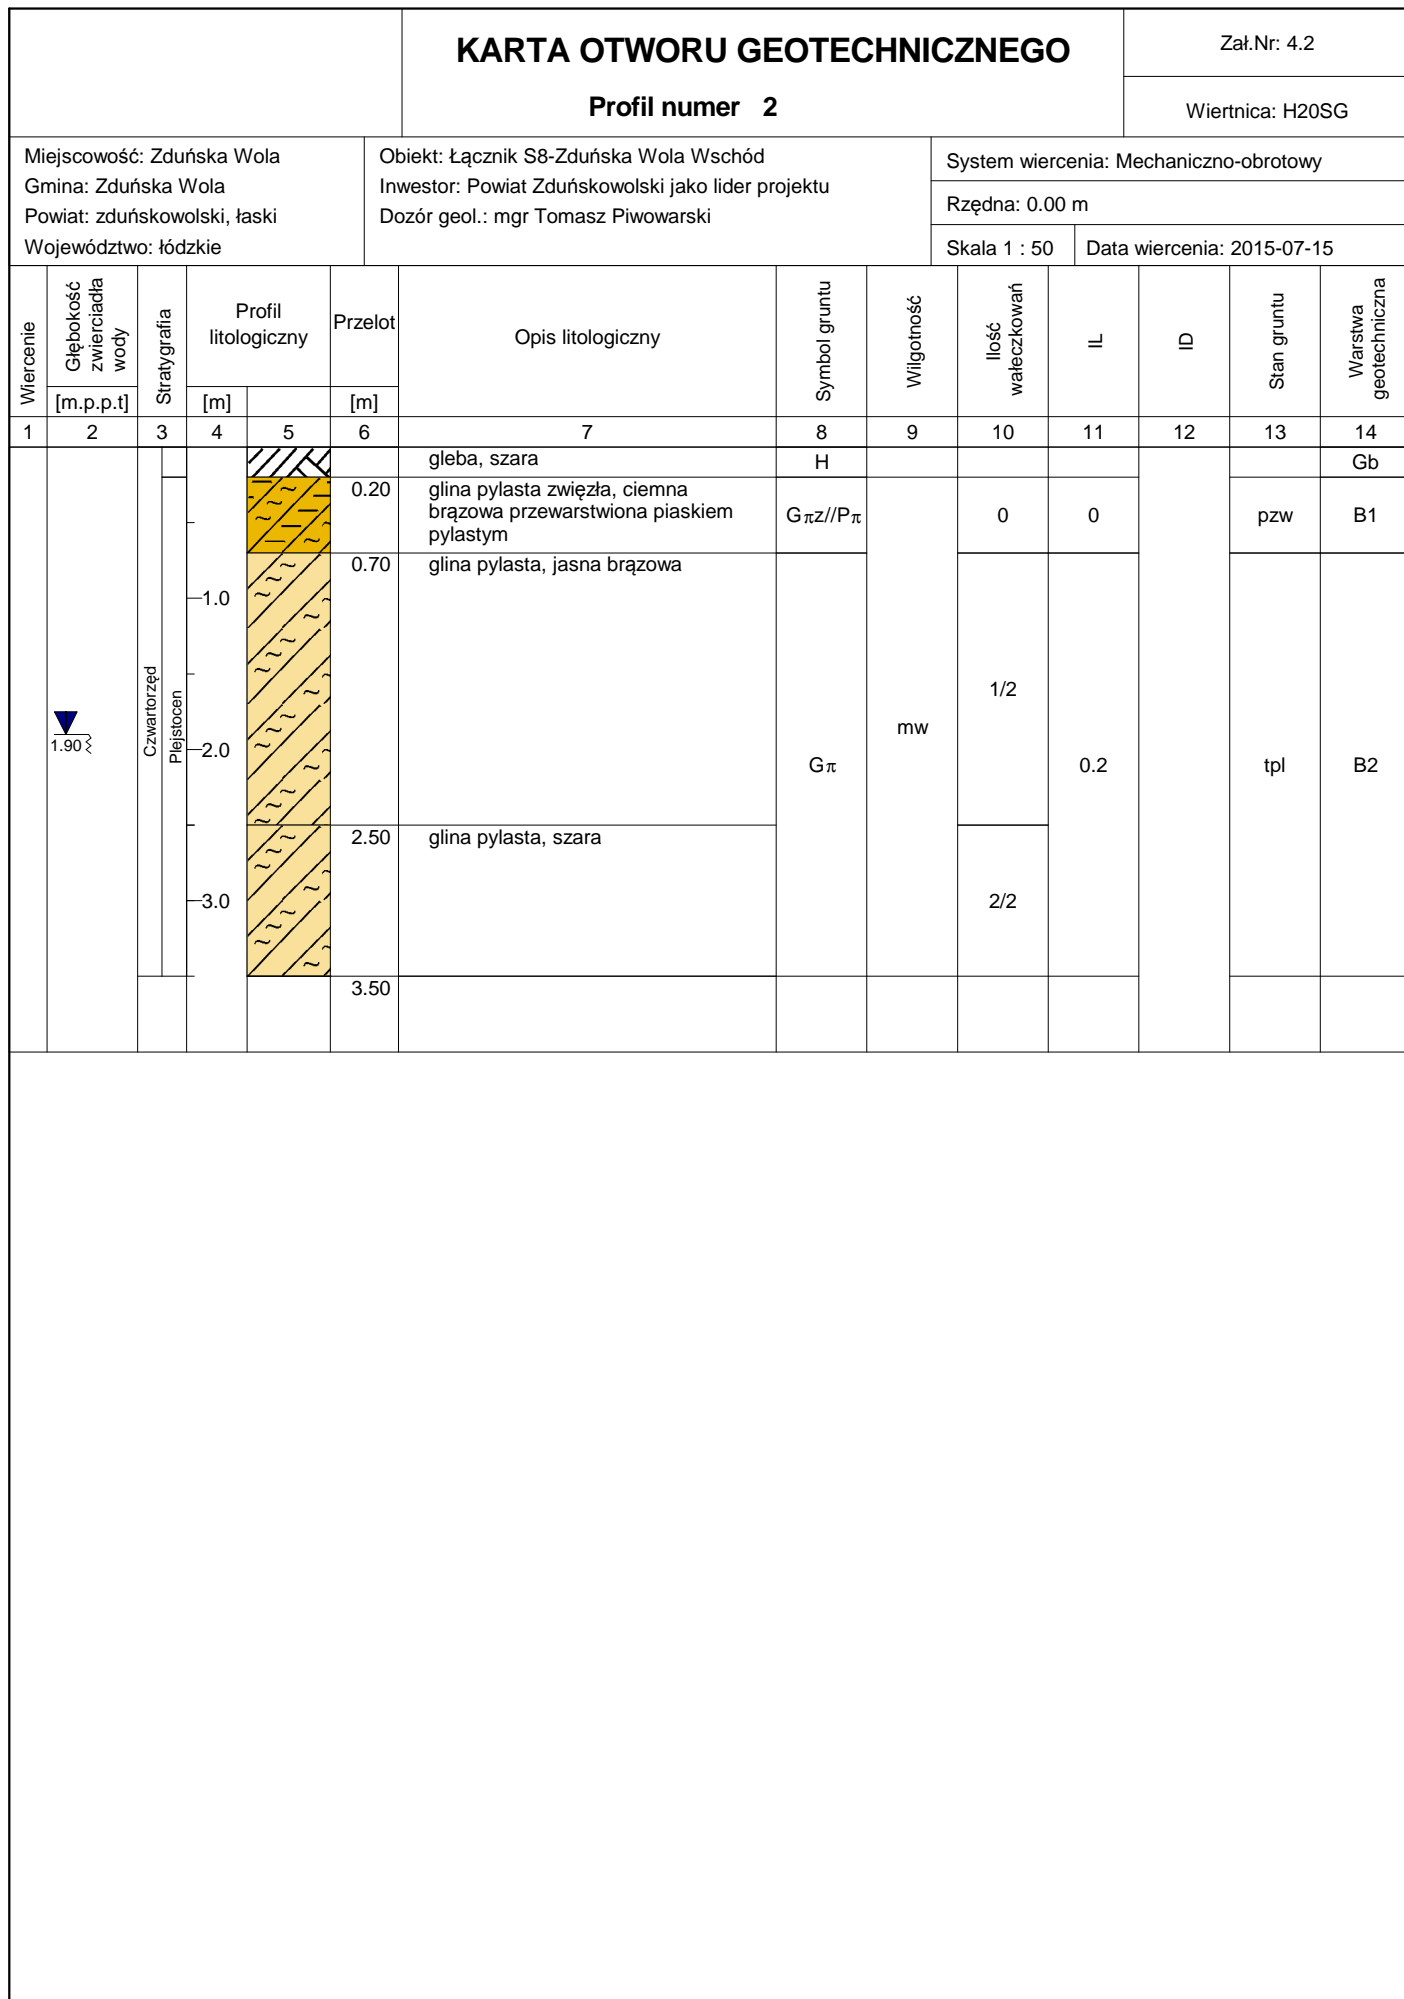 KARTA OTWORU GEOTECHNICZNEGO
Profil numer 2
Zał.Nr: 4.2
Wiertnica: H20SG
Miejscowość: Zduńska Wola
Gmina: Zduńska Wola
Powiat: zduńskowolski, łaski
Województwo: łódzkie
Obiekt: Łącznik S8-Zduńska Wola Wschód
Inwestor: Powiat Zduńskowolski jako lider projektu
Dozór geol.: mgr Tomasz Piwowarski
System wiercenia: Mechaniczno-obrotowy
Rzędna: 0.00 m
Skala 1 : 50
Data wiercenia: 2015-07-15
Wiercenie
Głębokość
zwierciadła
wody
[m.p.p.t]
Stratygrafia
Profil
litologiczny
[m]
Przelot
[m]
Opis litologiczny
Symbol gruntu
Wilgotność
Ilość
wałeczkowań
IL
ID
Stan gruntu
Warstwa
geotechniczna
1 2 3 4 5 6 7 8 9 10 11 12 13 14
gleba, szara
H
Gb
0.20
glina pylasta zwięzła, ciemna
brązowa przewarstwiona piaskiem
pylastym
Gπz//Pπ
0
0
pzw
B1
0.70
glina pylasta, jasna brązowa
1.0
1/2
Czwartorzęd
Plejstocen
1.90
mw
2.0
Gπ
0.2
tpl
B2
2.50
glina pylasta, szara
3.0
2/2
3.50